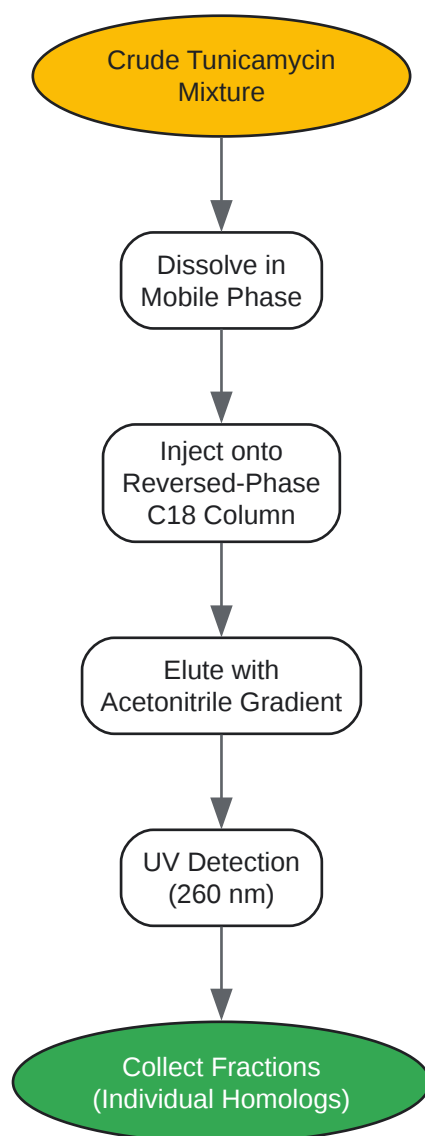 Crude Tunicamycin
Mixture
Dissolve in
Mobile Phase
Inject onto
Reversed-Phase
C18 Column
Elute with
Acetonitrile Gradient
UV Detection
(260 nm)
Collect Fractions
(Individual Homologs)